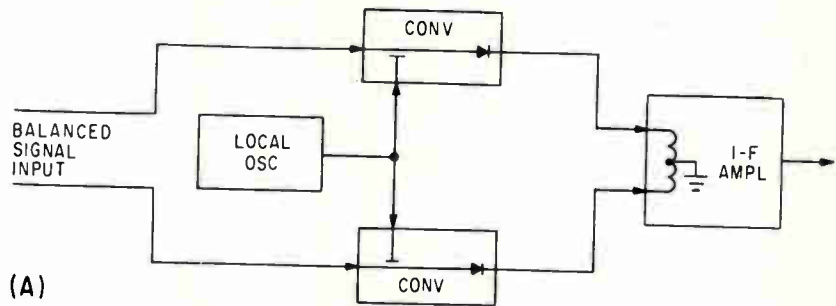 CONV
BALANCED
SIGNAL
INPUT
LOCAL
OSC
I-F
AMPL
CONV
(A)